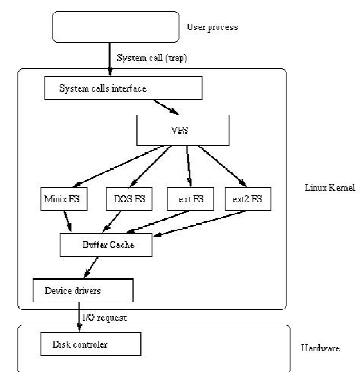 User process
System call (trap)
System calls interface
VFS
Linux Kernel
Minix FS
DOS FS
ext FS
ext2 FS
Buffer Cache
Device drivers
I/O request
Disk controler
Hardware